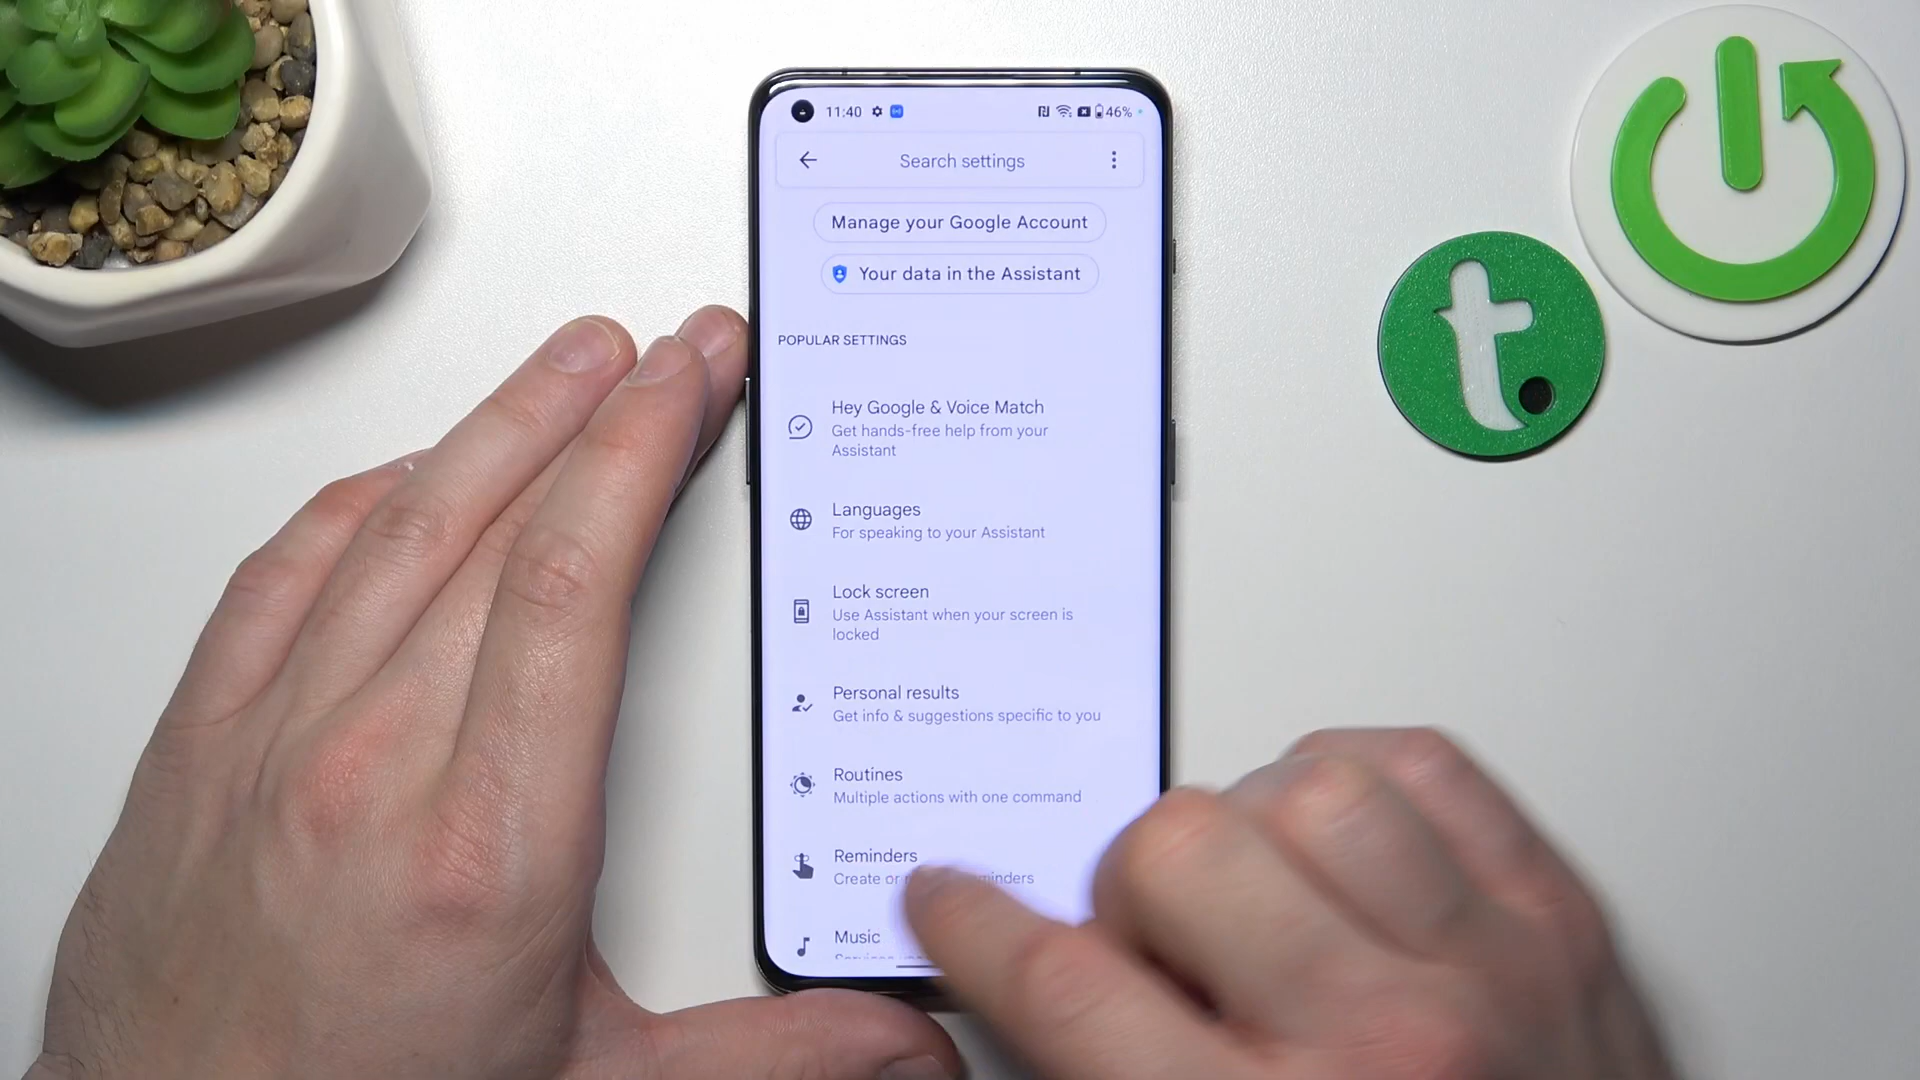 11:40
46%
Search settings
Manage your Google Account
Your data in the Assistant
POPULAR SETTINGS
Hey Google & Voice Match
Get hands-free help from your
Assistant
Languages
For speaking to your Assistant
Lock screen
Use Assistant when your screen is
locked
Personal results
Get info & suggestions specific to you
Routines
Multiple actions with one command
Reminders
Create or
Music
t